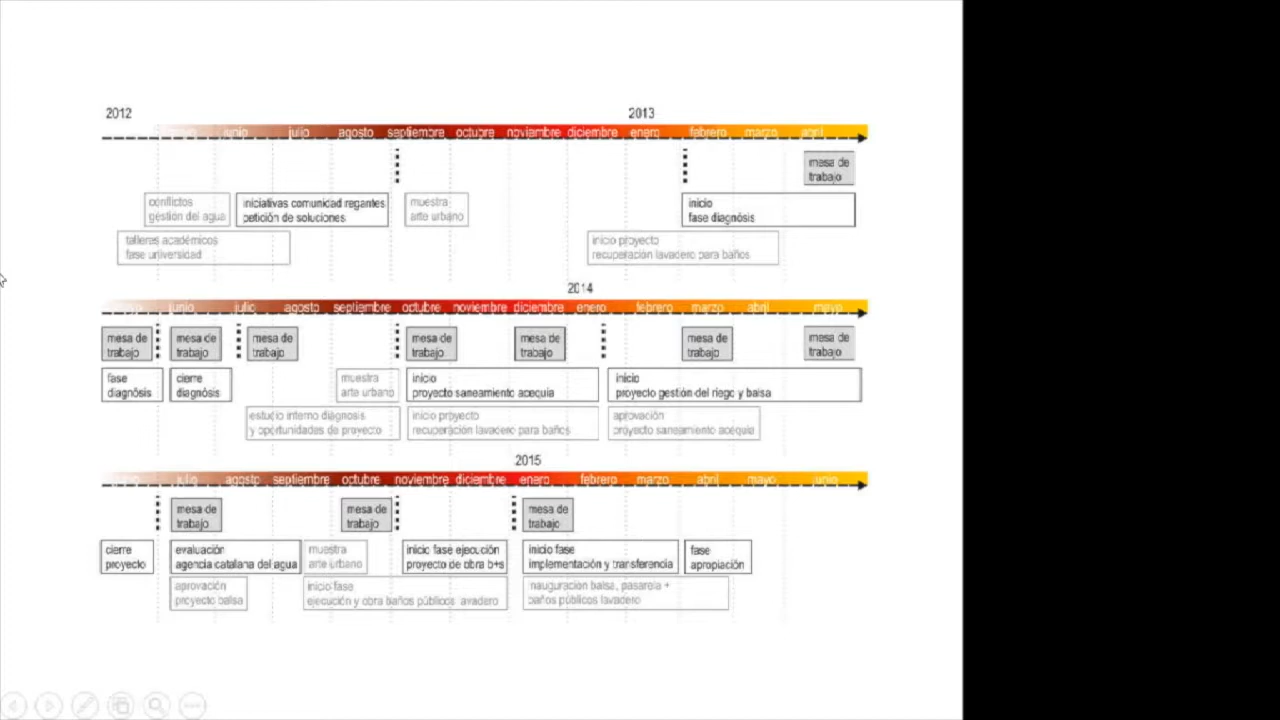 2012 2013
mayo junio julio agosto septiembre octubre noviembre diciembre enero febrero marzo abril
mesa de
trabajo
conflictos
gestión del agua
iniciativas comunidad regantes
petición de soluciones
muestra
arte urbano
inicio
fase diagnósis
talleres académicos
fase universidad
inicio proyecto
recuperación lavadero para baños
2014
junio julio agosto septiembre octubre noviembre diciembre enero febrero marzo abril mayo
mesa de
trabajo
mesa de
trabajo
mesa de
trabajo
mesa de
trabajo
mesa de
trabajo
mesa de
trabajo
mesa de
trabajo
fase
diagnósis
cierre
diagnósis
muestra
arte urbano
inicio
proyecto saneamiento acequia
inicio
proyecto gestión del riego y balsa
estudio interno diagnosis
y oportunidades de proyecto
inicio proyecto
recuperación lavadero para baños
aprovación
proyecto saneamiento acequia
2015
julio agosto septiembre octubre noviembre diciembre enero febrero marzo abril mayo junio
mesa de
trabajo
mesa de
trabajo
mesa de
trabajo
cierre
proyecto
evaluación
agencia catalana del agua
muestra
arte urbano
inicio fase ejecución
proyecto de obra b+s
inicio fase
implementación y transferencia
fase
apropiación
aprovación
proyecto balsa
inicio fase
ejecución y obra baños públicos avadero
inauguracion balsa, pasarela +
baños públicos lavadero